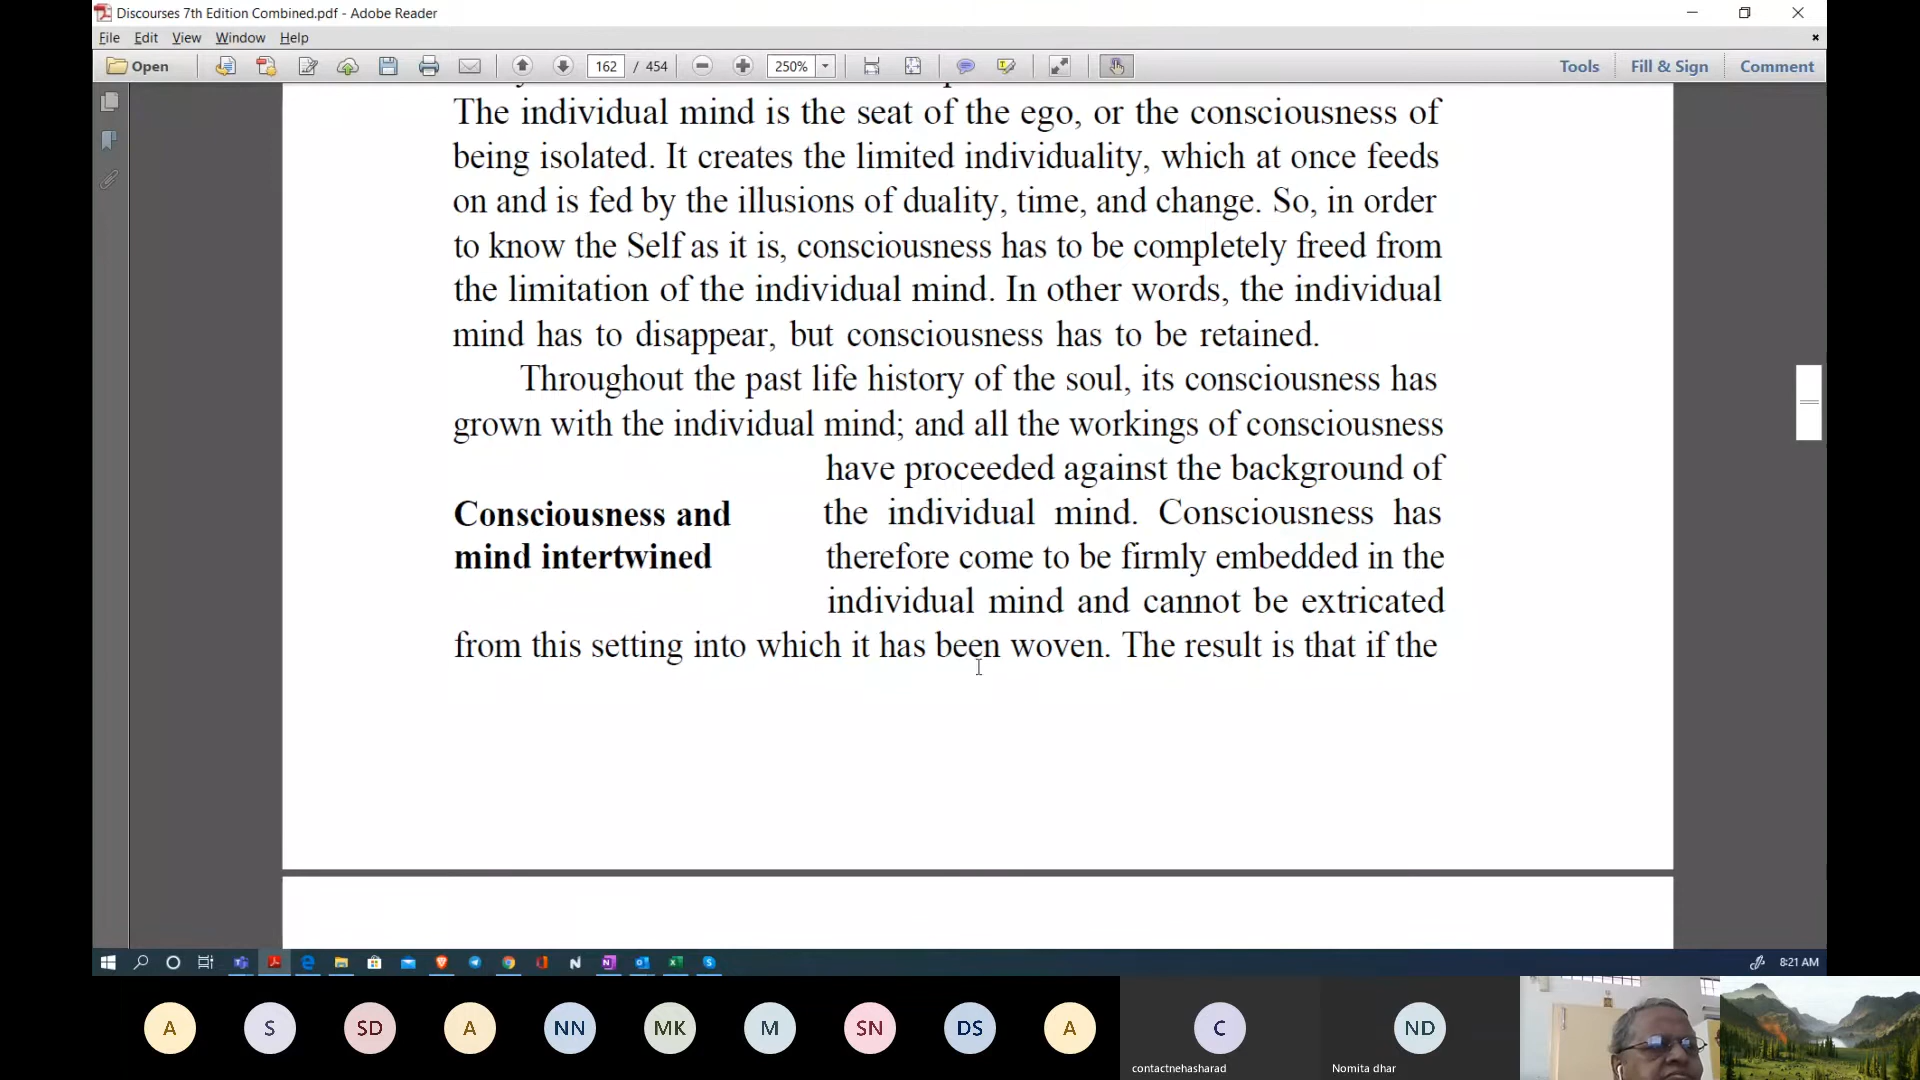 Discourses 7th Edition Combined.pdf - Adobe Reader
File Edit View Window Help
Open 162 / 454 250% Tools Fill & Sign Comment
The individual mind is the seat of the ego, or the consciousness of
being isolated. It creates the limited individuality, which at once feeds
on and is fed by the illusions of duality, time, and change. So, in order
to know the Self as it is, consciousness has to be completely freed from
the limitation of the individual mind. In other words, the individual
mind has to disappear, but consciousness has to be retained.
Throughout the past life history of the soul, its consciousness has
grown with the individual mind; and all the workings of consciousness
have proceeded against the background of
Consciousness and
mind intertwined
the individual mind. Consciousness has
therefore come to be firmly embedded in the
individual mind and cannot be extricated
from this setting into which it has been woven. The result is that if the
8:21 AM
A S SD A NN MK M SN DS A C ND
contactnehasharad
Nomita dhar